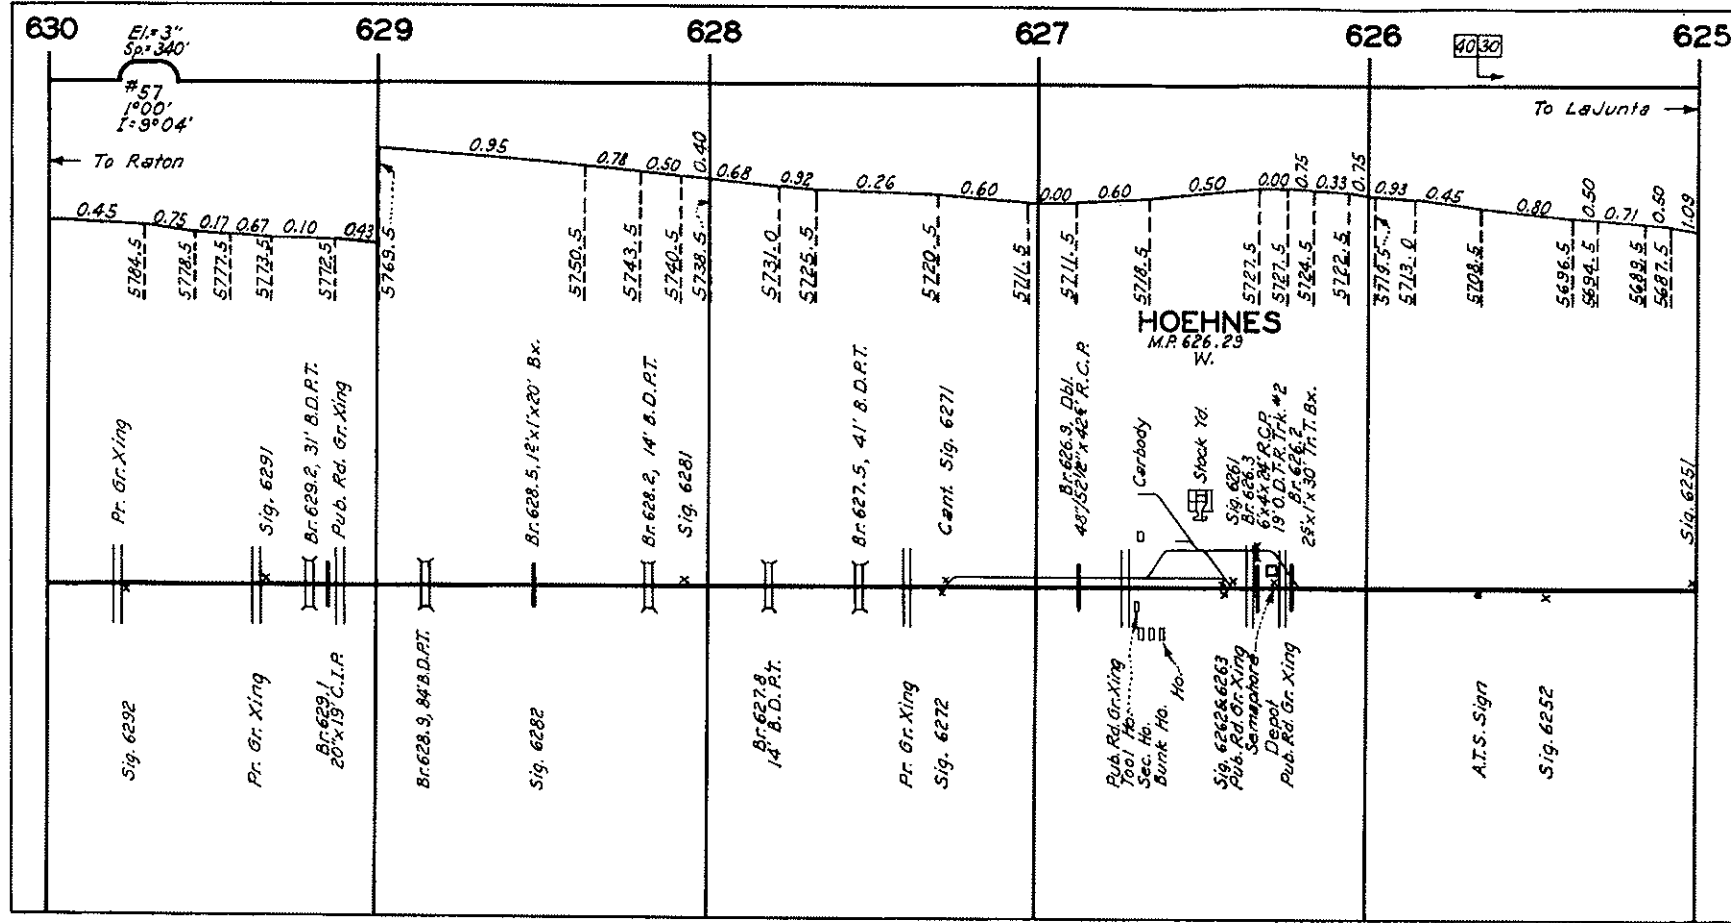 630
629
628
627
626
625
El.=3"
Sp.=340'
#57
1°00'
I=9°04'
40 30
To LaJunta
To Raton
0.45
0.75
0.17
0.67
0.10
0.43
0.95
0.78
0.50
0.40
0.68
0.92
0.26
0.60
0.00
0.60
0.50
0.00
0.75
0.33
0.75
0.93
0.45
0.80
0.50
0.71
0.50
1.09
5784.5
5778.5
5777.5
5773.5
5772.5
5769.5
5750.5
5743.5
5740.5
5738.5
5731.0
5725.5
5720.5
5711.5
5711.5
5718.5
5727.5
5727.5
5724.5
5722.5
5719.5
5713.0
5708.5
5696.5
5694.5
5689.5
5687.5
HOEHNES
M.P. 626.29
W.
Pr. Gr. Xing
Sig. 6291
Br. 629.2, 31' B.D.P.T.
Pub. Rd. Gr. Xing
Br. 628.5, 12"x1'x20' Bx.
Br. 628.2, 14' B.D.P.T.
Sig. 6281
Br. 627.5, 41' B.D.P.T.
Cant. Sig. 6271
Br. 626.9, Dbl.
R.C.P.
Carbody
Stock Yd.
Sig. 6261
Br. 626.3
6'x4'x24' R.C.P.
19' O.D.T.R. Trk. #2
Br. 626.2
x1'x30' Tr. T. Bx.
Sig. 6251
Sig. 6292
Pr. Gr. Xing
Br. 629.1
20"x19' C.I.P.
Br. 628.9, 84' B.D.P.T.
Sig. 6282
Br. 627.8
14' B.D.P.T.
Pr. Gr. Xing
Sig. 6272
Pub. Rd. Gr. Xing
Tool Ho.
Sec. Ho.
Bunk Ho.
Ho.
Sig. 6262&6263
Pub. Rd. Gr. Xing
Semaphore
Depot
Pub. Rd. Gr. Xing
A.T.S. Sign
Sig. 6252